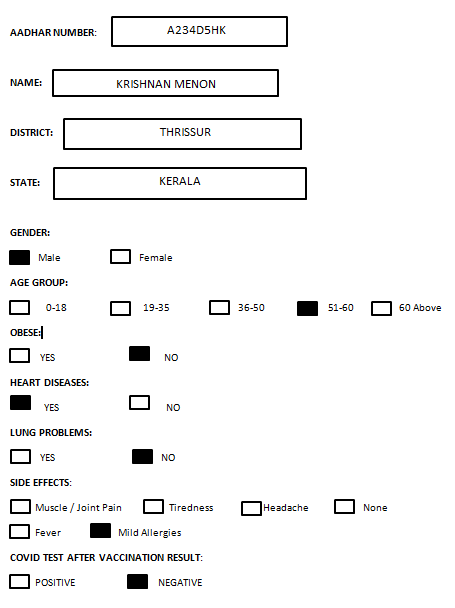 AADHAR NUMBER: A234D5HK
NAME: KRISHNAN MENON
DISTRICT: THRISSUR
STATE: KERALA
GENDER:
Male Female
AGE GROUP:
0-18 19-35 36-50 51-60 60 Above
OBESE:
YES NO
HEART DISEASES:
YES NO
LUNG PROBLEMS:
YES NO
SIDE EFFECTS:
Muscle / Joint Pain Tiredness Headache None
Fever Mild Allergies
COVID TEST AFTER VACCINATION RESULT:
POSITIVE NEGATIVE